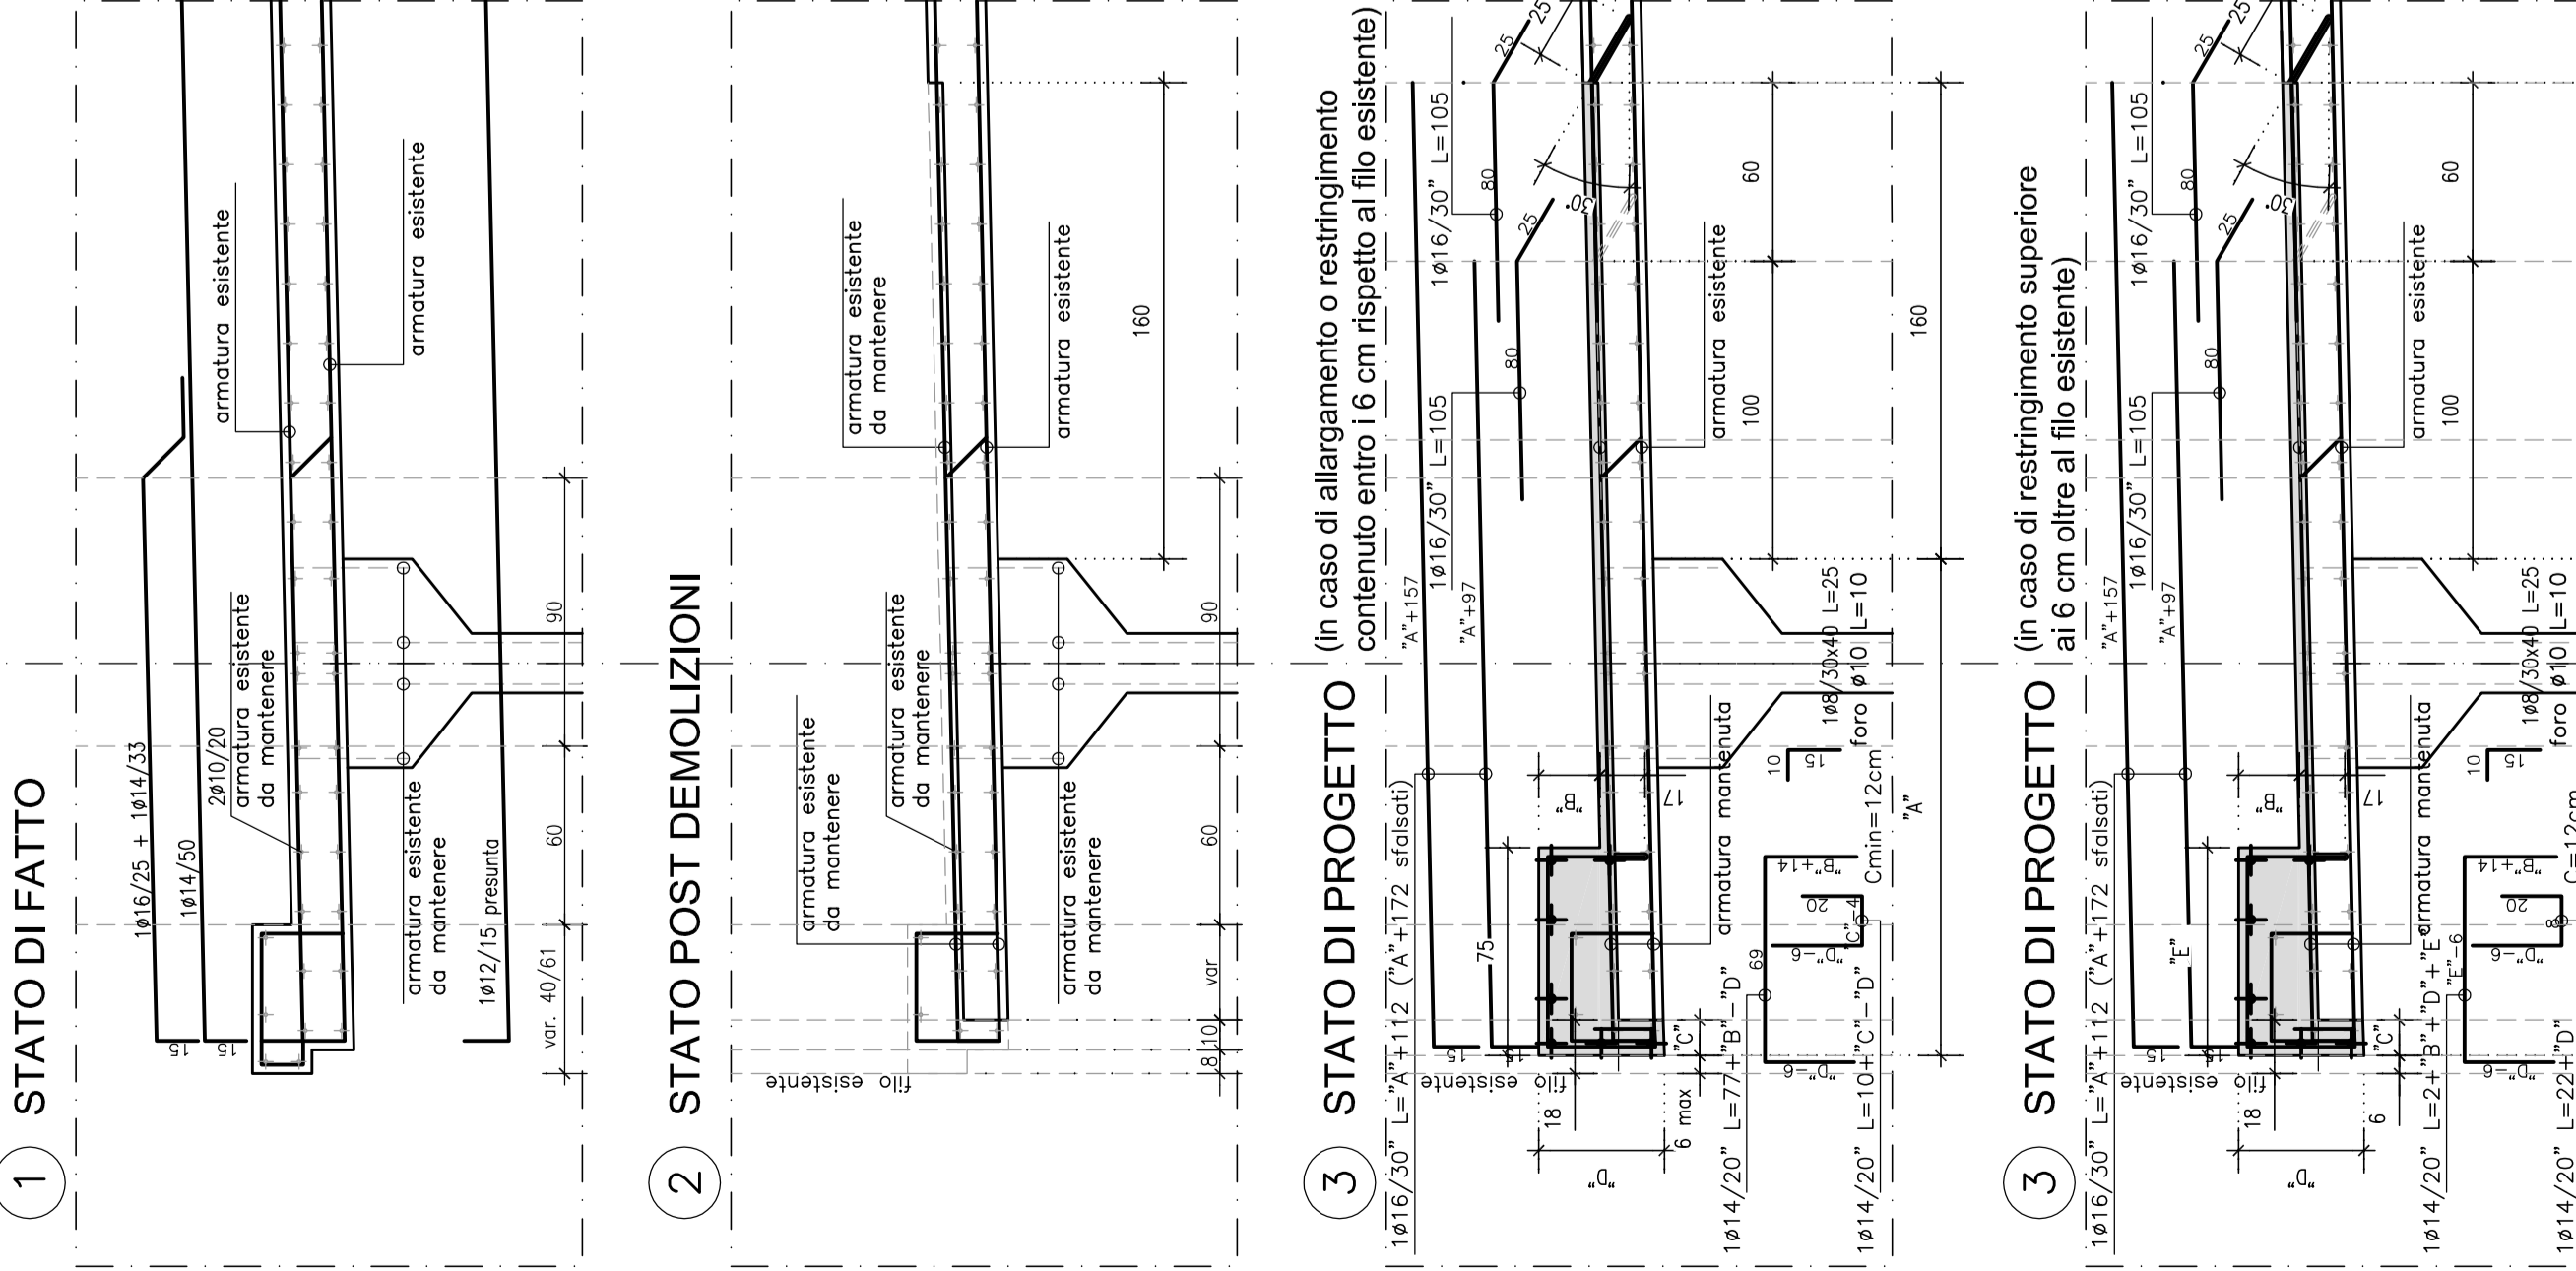 1 STATO DI FATTO
1ø16/25 + 1ø14/33
1ø14/50
15
15
2ø10/20
armatura esistente
da mantenere
armatura esistente
armatura esistente
armatura esistente
da mantenere
1ø12/15 presunta
var. 40/61
60
90
2 STATO POST DEMOLIZIONI
filo esistente
armatura esistente
da mantenere
armatura esistente
da mantenere
armatura esistente
da mantenere
armatura esistente
da mantenere
armatura esistente
160
8
10
var
60
90
3 STATO DI PROGETTO
(in caso di allargamento o restringimento
contenuto entro i 6 cm rispetto al filo esistente)
1ø16/30" L="A"+112 ("A"+172 sfalsati)
"A"+157
"A"+97
15
15
1ø16/30" L=105
1ø16/30" L=105
80
25
80
25
25
30°
filo esistente
75
18
"D"
"B"
17
"C"
6 max
armatura mantenuta
armatura esistente
1ø14/20" L=77+"B"-"D"
69
"B"+14
"D"-6
1ø14/20" L=10+"C"-"D"
20
"D"-6
"C"-4
Cmin=12cm
10
15
1ø8/30x40 L=25
foro ø10 L=10
60
100
160
"A"
3 STATO DI PROGETTO
(in caso di restringimento superiore
ai 6 cm oltre al filo esistente)
1ø16/30" L="A"+112 ("A"+172 sfalsati)
"A"+157
"A"+97
15
15
1ø16/30" L=105
1ø16/30" L=105
80
25
80
25
25
30°
filo esistente
"E"
18
"D"
"B"
17
"C"
6
armatura mantenuta
armatura esistente
1ø14/20" L=2+"B"+"D"+"E"
"E"-6
"B"+14
"D"-6
1ø14/20" L=22+"D"
20
"D"-6
8
C=12cm
10
15
1ø8/30x40 L=25
foro ø10 L=10
60
100